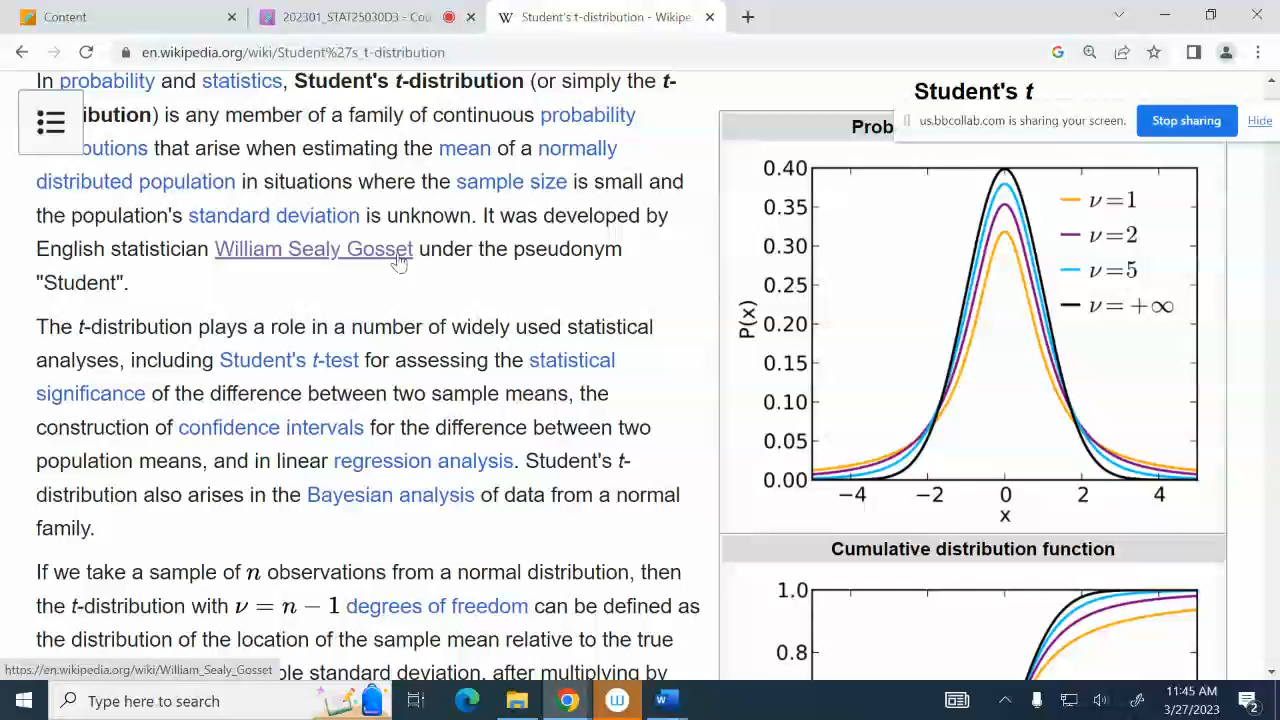 Content
202301_STAT25030D3 - Cou
Student's t-distribution - Wikipe
en.wikipedia.org/wiki/Student%27s_t-distribution
In probability and statistics, Student's t-distribution (or simply the t-
ibution) is any member of a family of continuous probability
butions that arise when estimating the mean of a normally
distributed population in situations where the sample size is small and
the population's standard deviation is unknown. It was developed by
English statistician William Sealy Gosset under the pseudonym
"Student".
The t-distribution plays a role in a number of widely used statistical
analyses, including Student's t-test for assessing the statistical
significance of the difference between two sample means, the
construction of confidence intervals for the difference between two
population means, and in linear regression analysis. Student's t-
distribution also arises in the Bayesian analysis of data from a normal
family.
If we take a sample of n observations from a normal distribution, then
the t-distribution with ν = n − 1 degrees of freedom can be defined as
the distribution of the location of the sample mean relative to the true
ple standard deviation, after multiplying by
https://en.wikipedia.org/wiki/William_Sealy_Gosset
Student's t
Prob
us.bbcollab.com is sharing your screen.
Stop sharing
Hide
0.40
0.35
0.30
0.25
0.20
0.15
0.10
0.05
0.00
P(x)
ν=1
ν=2
ν=5
ν=+∞
−4 −2 0 2 4
x
Cumulative distribution function
1.0
0.8
Type here to search
W
W
11:45 AM
3/27/2023
2